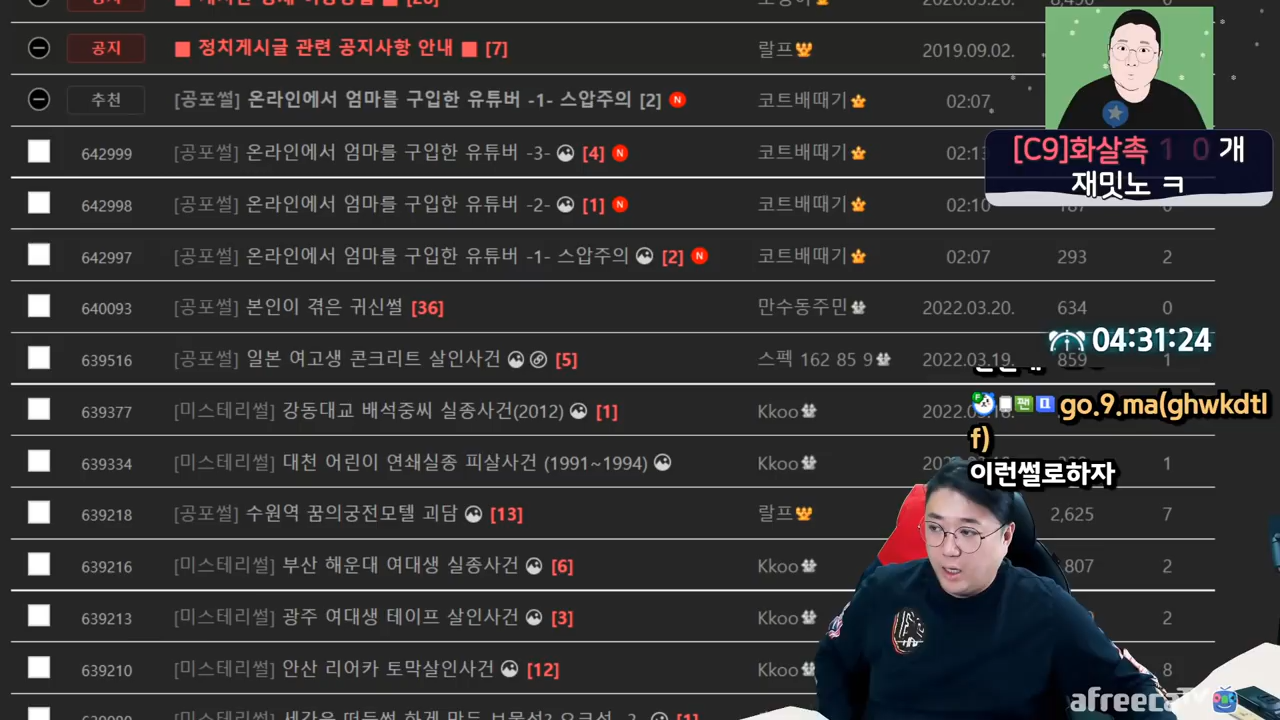 ■ 정치게시글 관련 공지사항 안내 ■ [7]
공지
랄프
2019.09.02.
추천
[공포썰] 온라인에서 엄마를 구입한 유튜버 -1- 스압주의 [2] N
코트배때기
02:07
642999
[공포썰] 온라인에서 엄마를 구입한 유튜버 -3- [4] N
코트배때기
642998
[공포썰] 온라인에서 엄마를 구입한 유튜버 -2- [1] N
코트배때기
02:10
642997
[공포썰] 온라인에서 엄마를 구입한 유튜버 -1- 스압주의 [2] N
코트배때기
02:07
293
2
640093
[공포썰] 본인이 겪은 귀신썰 [36]
만수동주민
2022.03.20.
634
0
639516
[공포썰] 일본 여고생 콘크리트 살인사건 [5]
스펙 162 85 9
2022.03.19.
859
1
639377
[미스테리썰] 강동대교 배석중씨 실종사건(2012) [1]
Kkoo
639334
[미스테리썰] 대천 어린이 연쇄실종 피살사건 (1991~1994)
Kkoo
1
639218
[공포썰] 수원역 꿈의궁전모텔 괴담 [13]
랄프
2,625
7
639216
[미스테리썰] 부산 해운대 여대생 실종사건 [6]
Kkoo
807
2
639213
[미스테리썰] 광주 여대생 테이프 살인사건 [3]
Kkoo
2
639210
[미스테리썰] 안산 리어카 토막살인사건 [12]
Kkoo
8
[C9]화살촉 1 0 개
재밋노 ㅋ
04:31:24
팬 go.9.ma(ghwkdtl
f)
이런썰로하자
afreecaTV